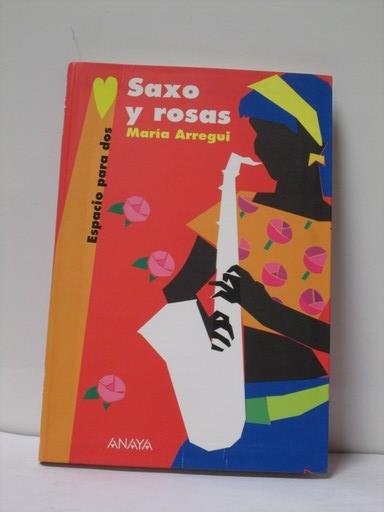 Saxo
y rosas
María Arregui
Espacio para dos
ANAYA